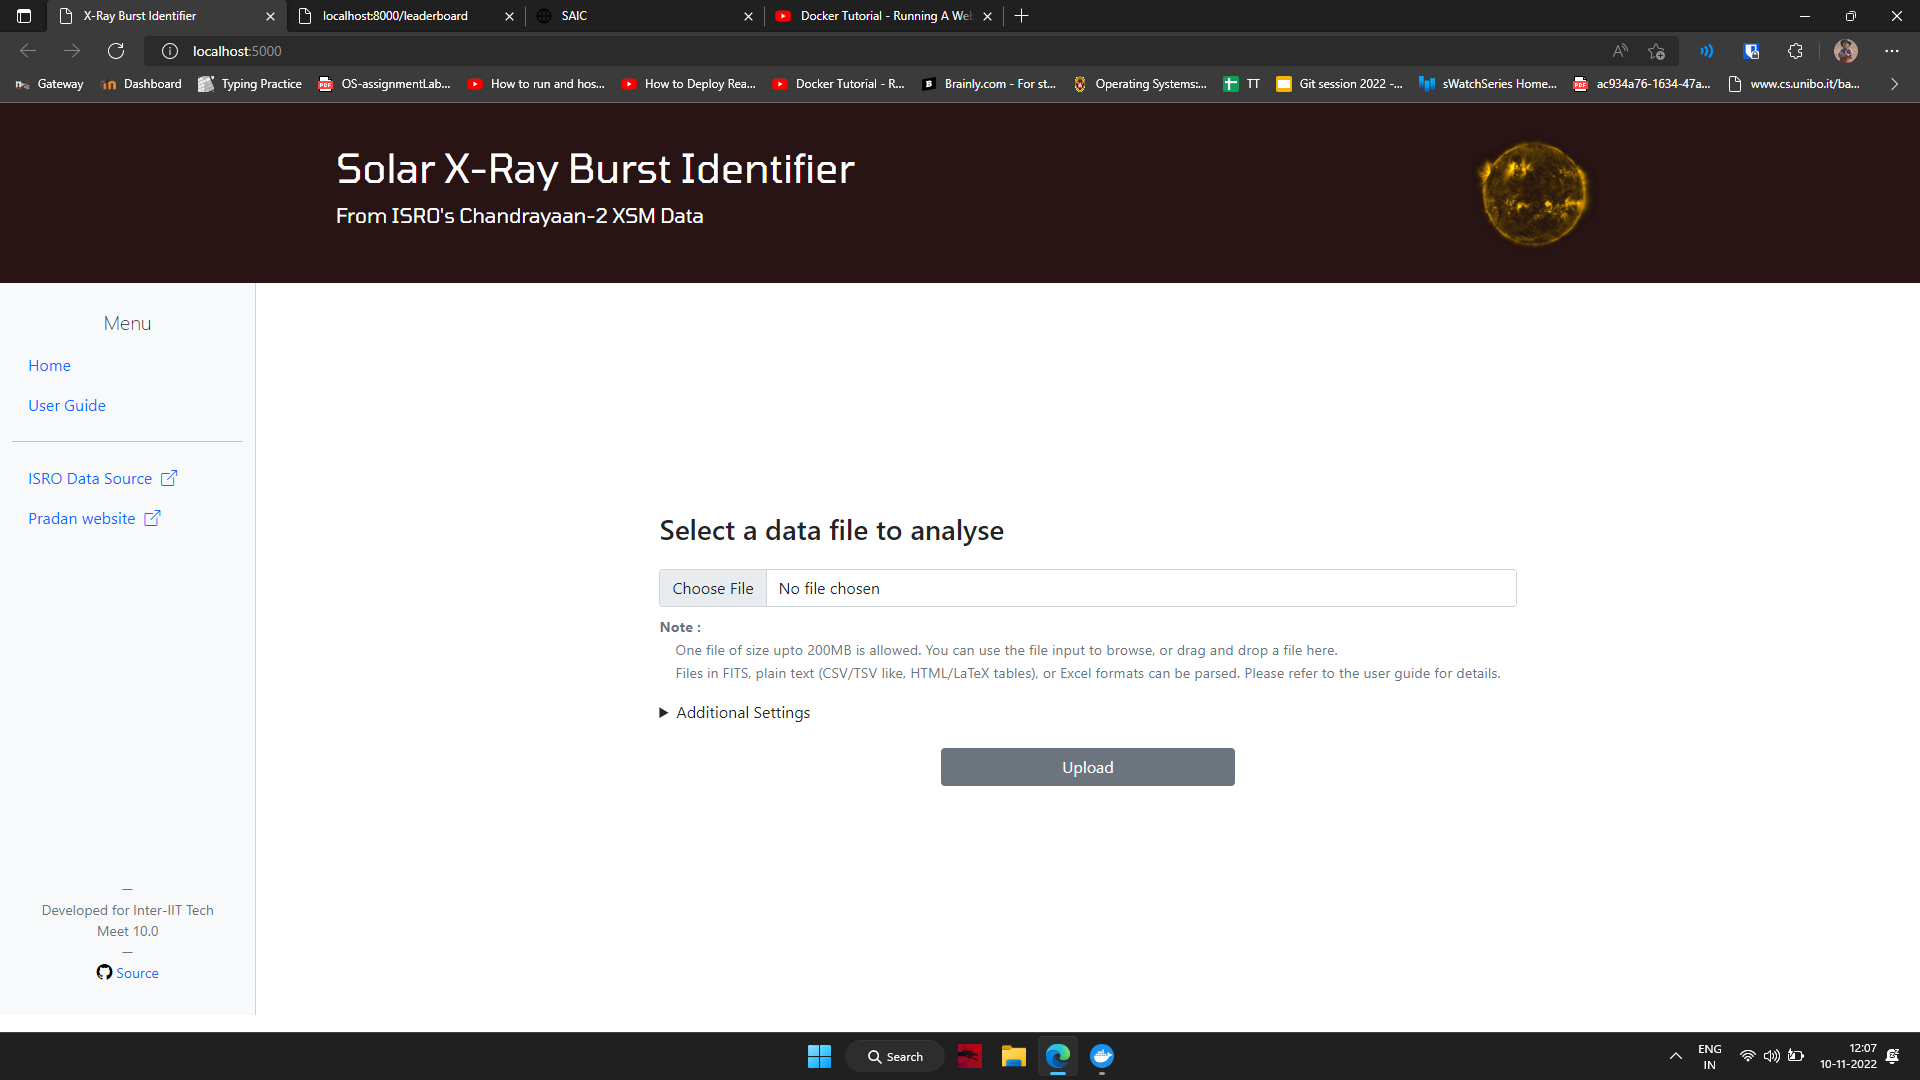 X-Ray Burst Identifier
localhost:8000/leaderboard
SAIC
Docker Tutorial - Running A We
localhost:5000
Gateway
Dashboard
Typing Practice
OS-assignmentLab...
How to run and hos...
How to Deploy Rea...
Docker Tutorial - R...
Brainly.com - For st...
Operating Systems:...
TT
Git session 2022 -...
sWatchSeries Home...
ac934a76-1634-47a...
www.cs.unibo.it/ba...
Solar X-Ray Burst Identifier
From ISRO's Chandrayaan-2 XSM Data
Menu
Home
User Guide
ISRO Data Source
Pradan website
Select a data file to analyse
Choose File No file chosen
Note :
One file of size upto 200MB is allowed. You can use the file input to browse, or drag and drop a file here.
Files in FITS, plain text (CSV/TSV like, HTML/LaTeX tables), or Excel formats can be parsed. Please refer to the user guide for details.
Additional Settings
Upload
—
Developed for Inter-IIT Tech
Meet 10.0
—
Source
Search
ENG
IN
12:07
10-11-2022